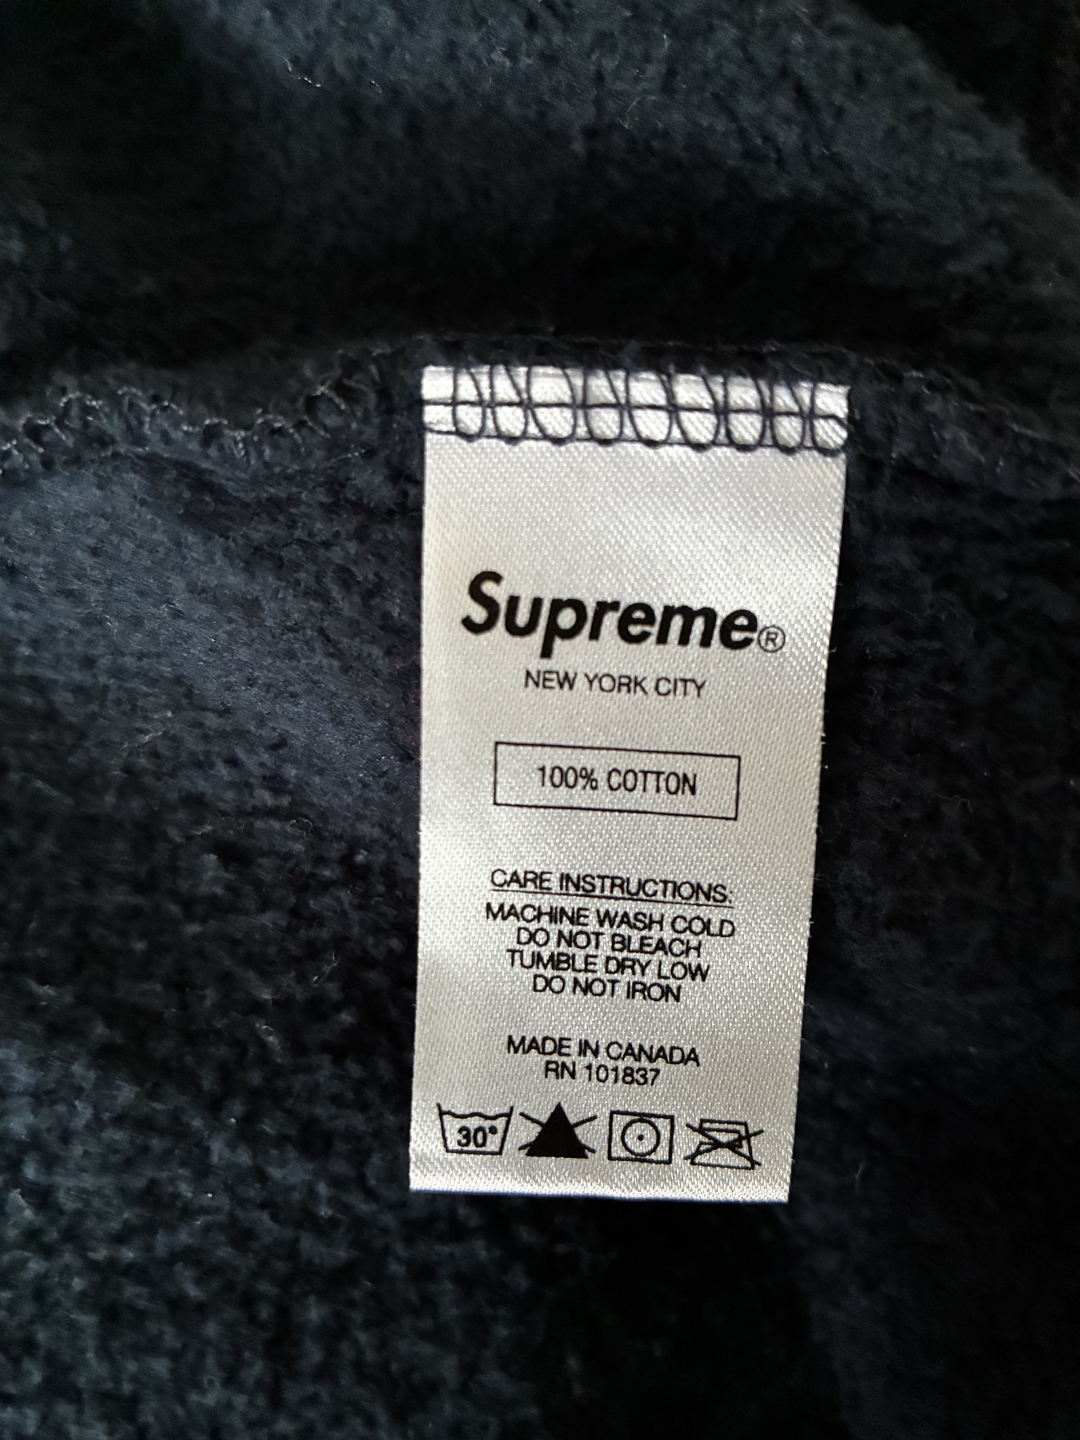 Supreme®
NEW YORK CITY
100% COTTON
CARE INSTRUCTIONS:
MACHINE WASH COLD
DO NOT BLEACH
TUMBLE DRY LOW
DO NOT IRON
MADE IN CANADA
RN 101837
30°